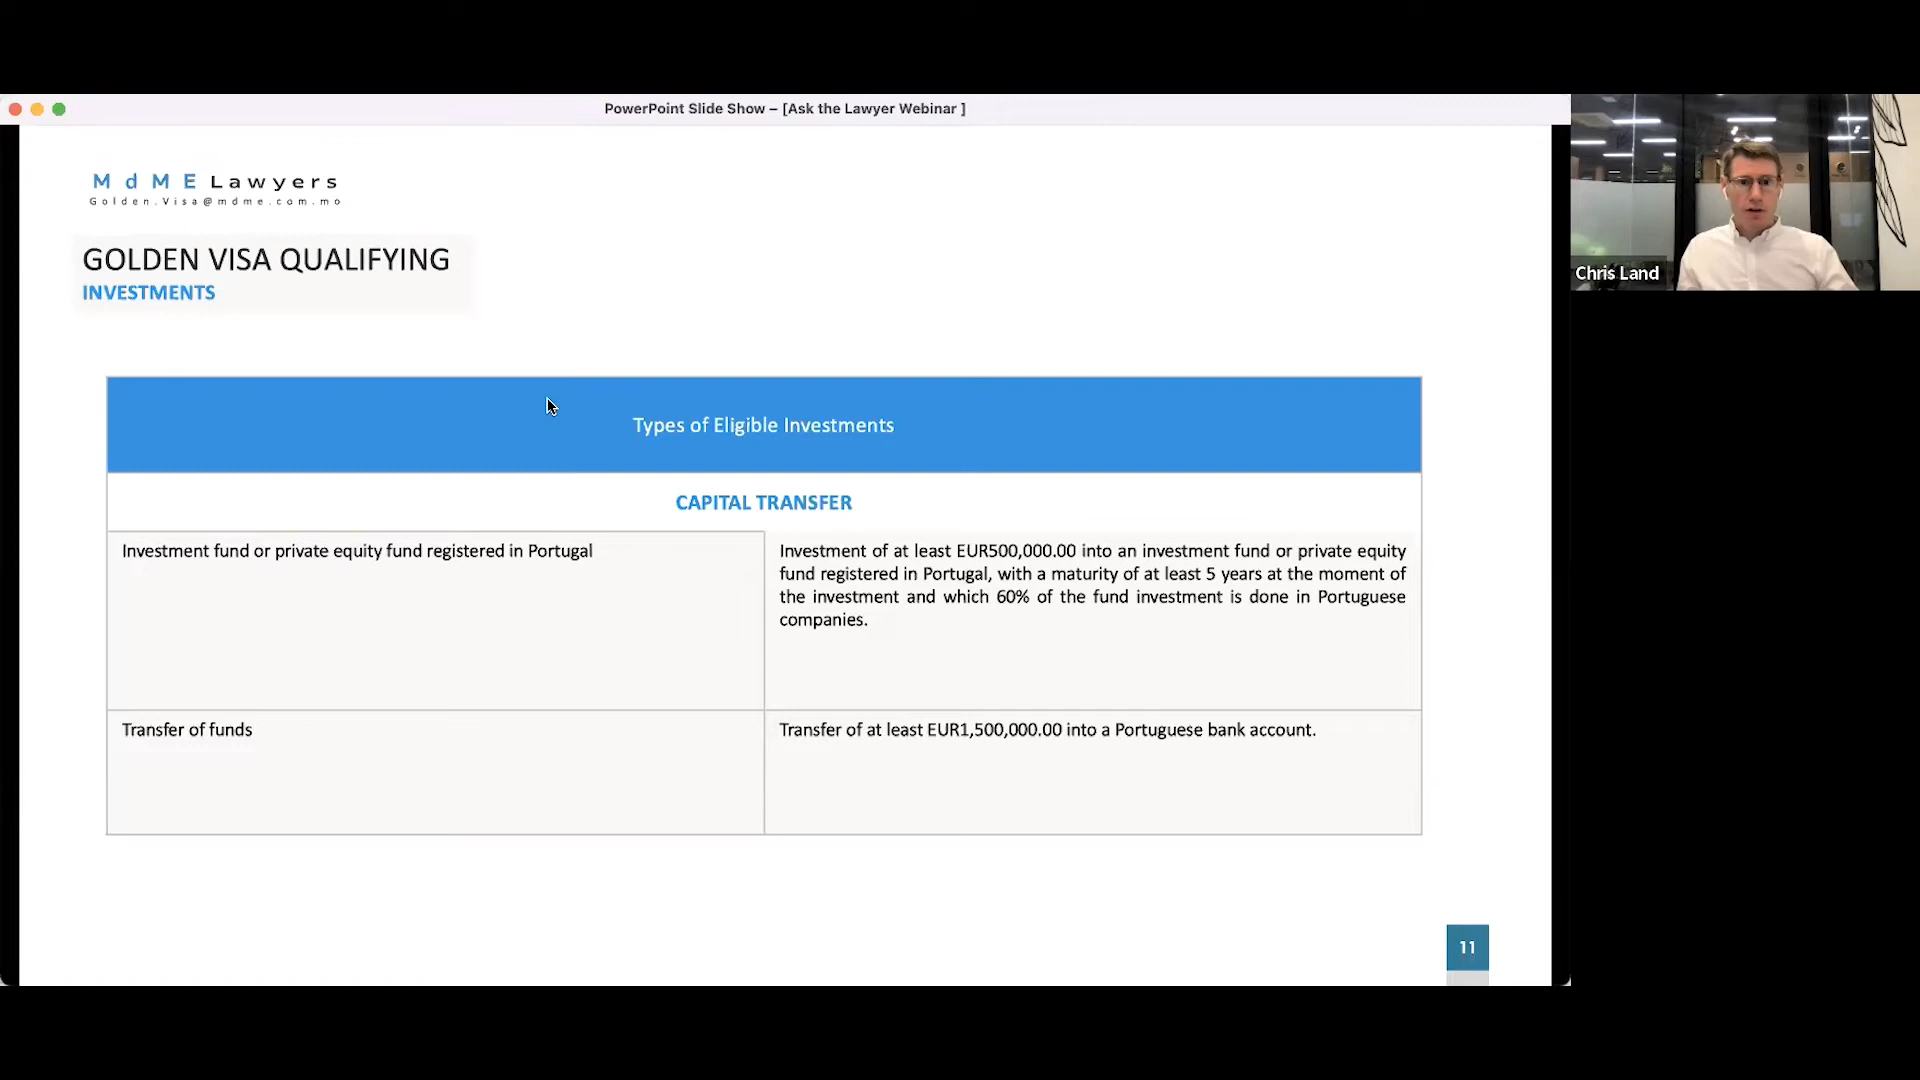 PowerPoint Slide Show – [Ask the Lawyer Webinar ]
MdME Lawyers
Golden.Visa@mdme.com.mo
GOLDEN VISA QUALIFYING
INVESTMENTS
Types of Eligible Investments
CAPITAL TRANSFER
Investment fund or private equity fund registered in Portugal
Investment of at least EUR500,000.00 into an investment fund or private equity
fund registered in Portugal, with a maturity of at least 5 years at the moment of
the investment and which 60% of the fund investment is done in Portuguese
companies.
Transfer of funds
Transfer of at least EUR1,500,000.00 into a Portuguese bank account.
11
Chris Land